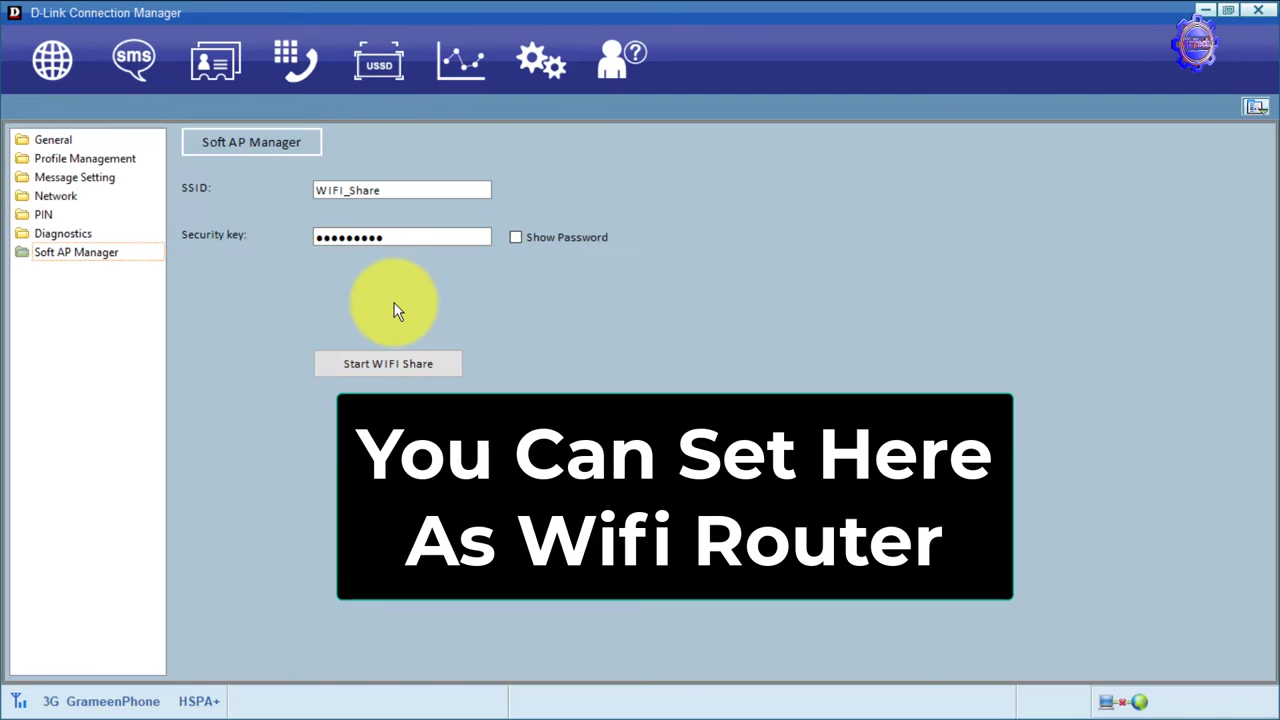 D-Link Connection Manager
sms
USSD
General
Profile Management
Message Setting
Network
PIN
Diagnostics
Soft AP Manager
Soft AP Manager
SSID:
WIFI_Share
Security key:
Show Password
Start WIFI Share
You Can Set Here
As Wifi Router
3G GrameenPhone
HSPA+